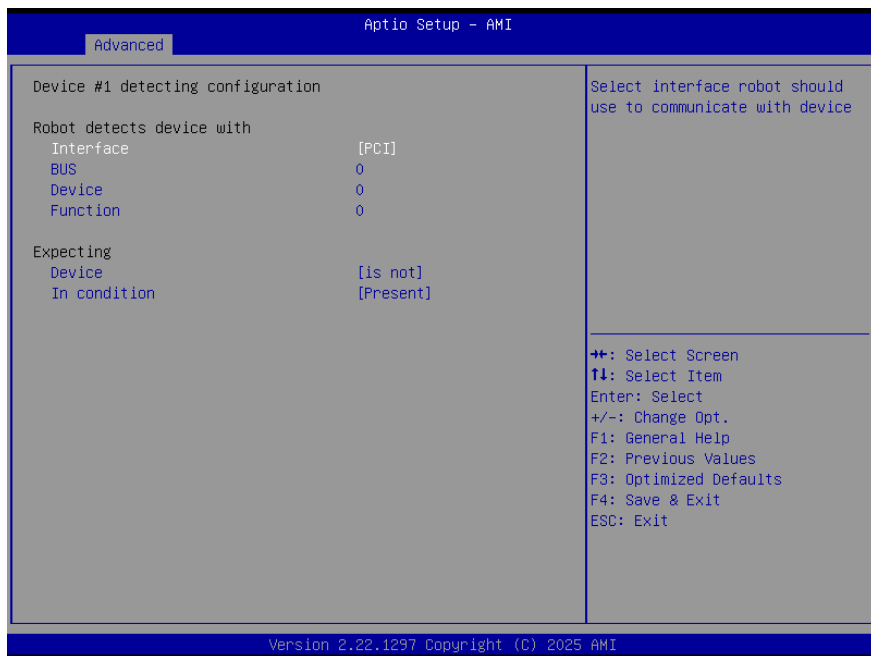 Aptio Setup – AMI
Advanced
Device #1 detecting configuration
Robot detects device with
Interface [PCI]
BUS 0
Device 0
Function 0
Expecting
Device [is not]
In condition [Present]
Select interface robot should
use to communicate with device
→←: Select Screen
↑↓: Select Item
Enter: Select
+/-: Change Opt.
F1: General Help
F2: Previous Values
F3: Optimized Defaults
F4: Save & Exit
ESC: Exit
Version 2.22.1297 Copyright (C) 2025 AMI